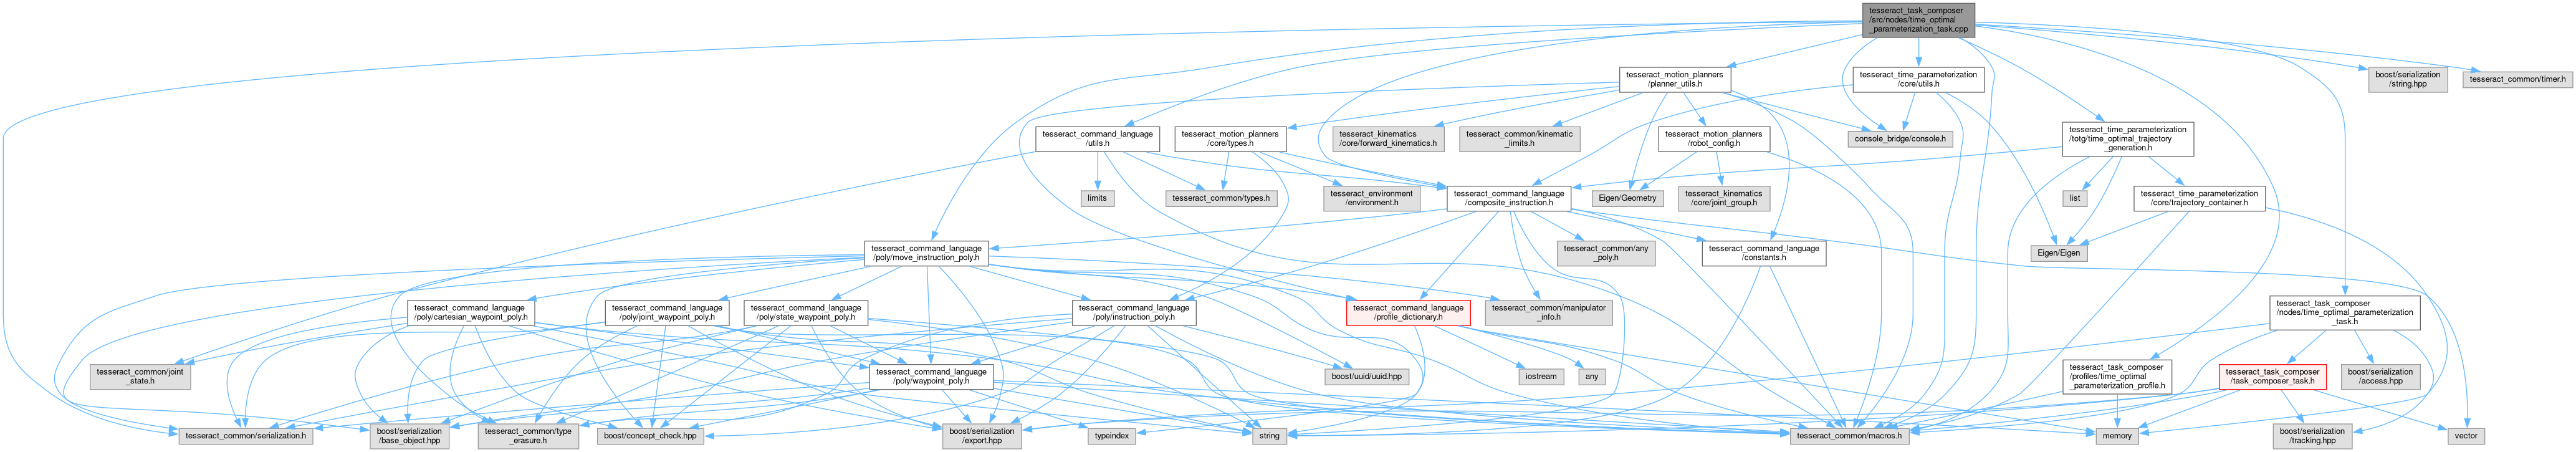 tesseract_task_composer
/src/nodes/time_optimal
_parameterization_task.cpp
tesseract_motion_planners
/planner_utils.h
tesseract_time_parameterization
/core/utils.h
boost/serialization
/string.hpp
tesseract_common/timer.h
tesseract_command_language
/utils.h
tesseract_motion_planners
/core/types.h
tesseract_kinematics
/core/forward_kinematics.h
tesseract_common/kinematic
_limits.h
tesseract_motion_planners
/robot_config.h
console_bridge/console.h
tesseract_time_parameterization
/totg/time_optimal_trajectory
_generation.h
limits
tesseract_common/types.h
tesseract_environment
/environment.h
tesseract_command_language
/composite_instruction.h
Eigen/Geometry
tesseract_kinematics
/core/joint_group.h
list
tesseract_time_parameterization
/core/trajectory_container.h
tesseract_command_language
/poly/move_instruction_poly.h
tesseract_common/any
_poly.h
tesseract_command_language
/constants.h
Eigen/Eigen
tesseract_command_language
/poly/cartesian_waypoint_poly.h
tesseract_command_language
/poly/joint_waypoint_poly.h
tesseract_command_language
/poly/state_waypoint_poly.h
tesseract_command_language
/poly/instruction_poly.h
tesseract_command_language
/profile_dictionary.h
tesseract_common/manipulator
_info.h
tesseract_task_composer
/nodes/time_optimal_parameterization
_task.h
tesseract_common/joint
_state.h
tesseract_command_language
/poly/waypoint_poly.h
boost/uuid/uuid.hpp
iostream
any
tesseract_task_composer
/profiles/time_optimal
_parameterization_profile.h
tesseract_task_composer
/task_composer_task.h
boost/serialization
/access.hpp
tesseract_common/serialization.h
boost/serialization
/base_object.hpp
tesseract_common/type
_erasure.h
boost/concept_check.hpp
boost/serialization
/export.hpp
typeindex
string
tesseract_common/macros.h
memory
boost/serialization
/tracking.hpp
vector